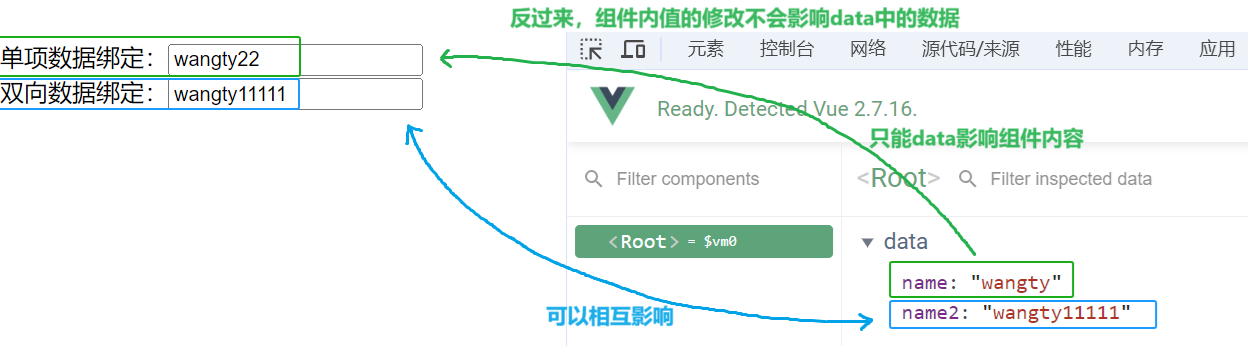 反过来，组件内值的修改不会影响data中的数据
单项数据绑定： wangty22
双向数据绑定： wangty11111
元素 控制台 网络 源代码/来源 性能 内存 应用
Ready. Detected Vue 2.7.16.
只能data影响组件内容
Filter components
<Root> Filter inspected data
<Root> = $vm0
data
name: "wangty"
name2: "wangty11111"
可以相互影响